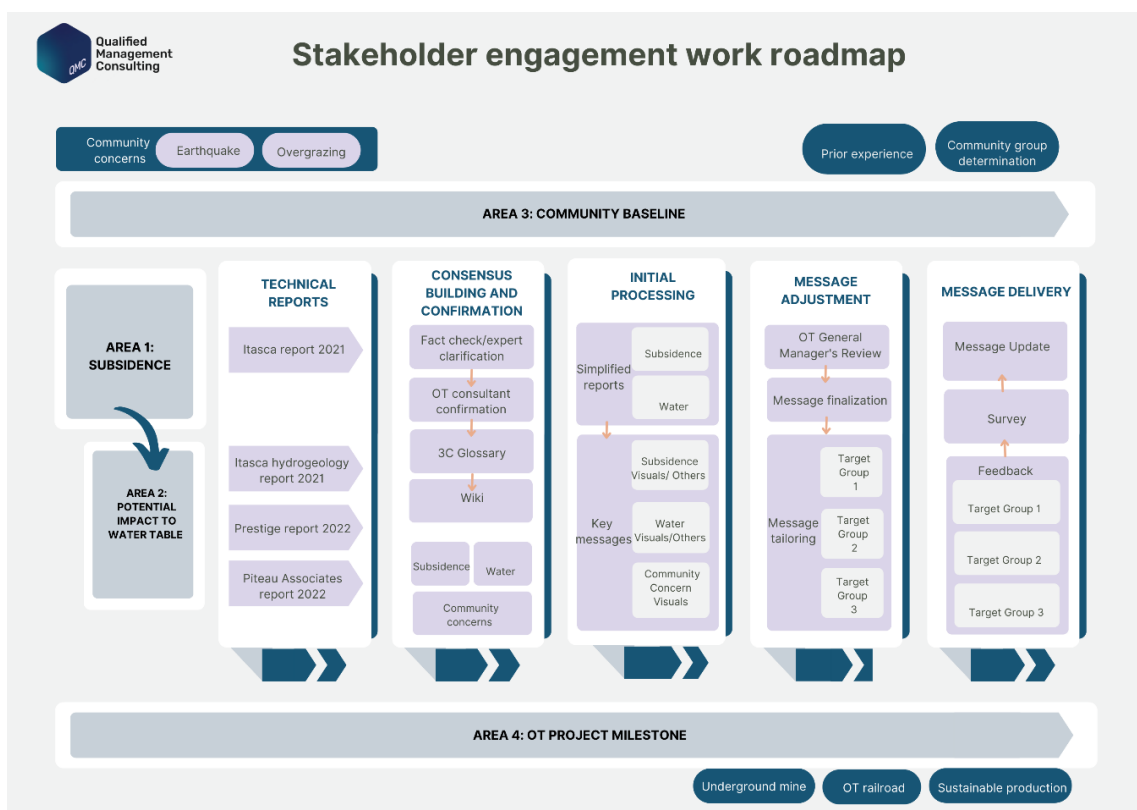 Qualified
Management
Consulting
QMC
Stakeholder engagement work roadmap
Community
concerns
Earthquake
Overgrazing
Prior experience
Community group
determination
AREA 3: COMMUNITY BASELINE
AREA 1:
SUBSIDENCE
AREA 2:
POTENTIAL
IMPACT TO
WATER TABLE
TECHNICAL
REPORTS
Itasca report 2021
Itasca hydrogeology
report 2021
Prestige report 2022
Piteau Associates
report 2022
CONSENSUS
BUILDING AND
CONFIRMATION
Fact check/expert
clarification
OT consultant
confirmation
3C Glossary
Wiki
Subsidence
Water
Community
concerns
INITIAL
PROCESSING
Simplified
reports
Subsidence
Water
Key
messages
Subsidence
Visuals/ Others
Water
Visuals/Others
Community
Concern
Visuals
MESSAGE
ADJUSTMENT
OT General
Manager's Review
Message finalization
Message
tailoring
Target
Group
1
Target
Group
2
Target
Group
3
MESSAGE DELIVERY
Message Update
Survey
Feedback
Target Group 1
Target Group 2
Target Group 3
AREA 4: OT PROJECT MILESTONE
Underground mine
OT railroad
Sustainable production